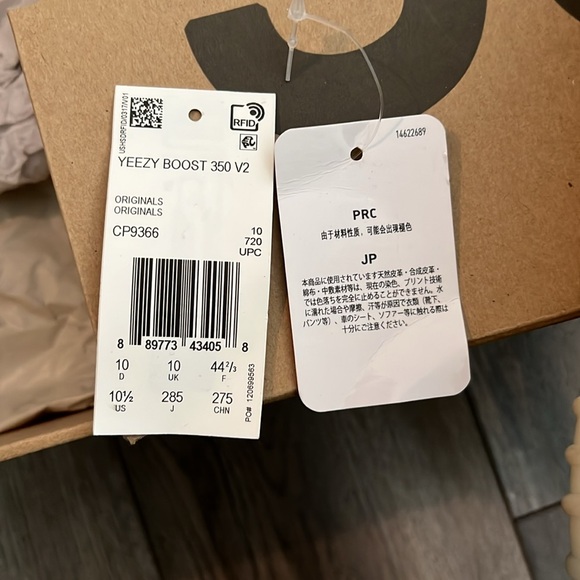 USHSDRFID/0317/V01
RFID
YEEZY BOOST 350 V2
ORIGINALS
ORIGINALS
CP9366
10
720
UPC
8 89773 43405 8
10 10 44²/₃
D UK F
10½ 285 275
US J CHN
PO# 120699563
14622689
PRC
由于材料性质，可能会出现褪色
JP
本商品に使用されています天然皮革・合成皮革・
綿布・中敷素材等は、現在の染色、プリント技術
では色落ちを完全に止めることができません。水
に濡れた場合や摩擦、汗等が原因で衣類（靴下、
パンツ等）、車のシート、ソファー等に触れる際は
十分にご注意ください。